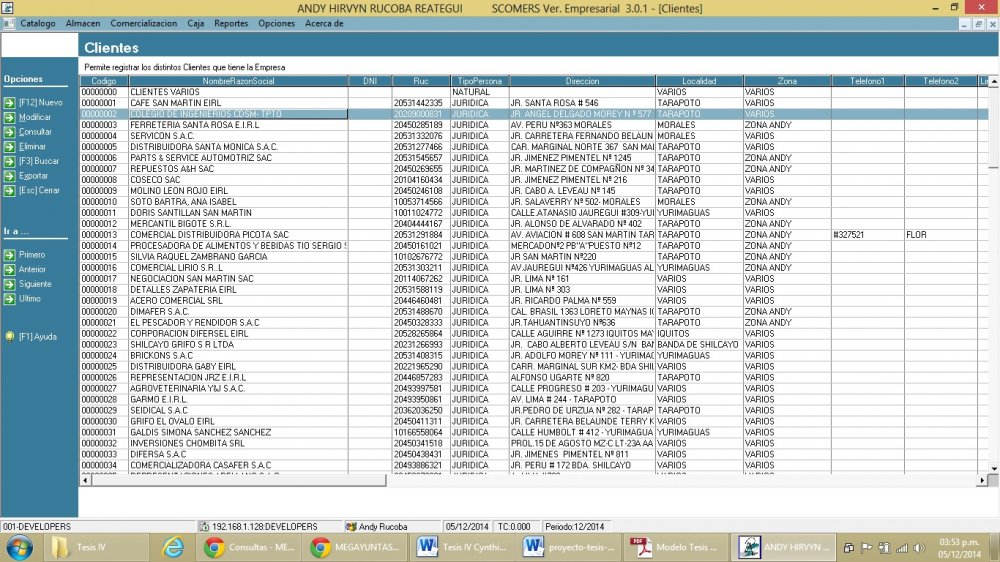 ANDY HIRVYN RUCOBA REATEGUI SCOMERS Ver. Empresarial 3.0.1 - [Clientes]
Catalogo Almacen Comercializacion Caja Reportes Opciones Acerca de
Clientes
Permite registrar los distintos Clientes que tiene la Empresa
Opciones
[F12] Nuevo
Modificar
Consultar
Eliminar
[F3] Buscar
Exportar
[Esc] Cerrar
Ir a ...
Primero
Anterior
Siguiente
Ultimo
[F1] Ayuda
Codigo NombreRazonSocial DNI Ruc TipoPersona Direccion Localidad Zona Telefono1 Telefono2
00000000 CLIENTES VARIOS NATURAL VARIOS VARIOS
00000001 CAFE SAN MARTIN EIRL 20531442335 JURIDICA JR. SANTA ROSA # 546 TARAPOTO VARIOS
00000002 COLEGIO DE INGENIERIOS CDSM- TPTO 20209000831 JURIDICA JR. ANGEL DELGADO MOREY N º 577 TARAPOTO VARIOS
00000003 FERRETERIA SANTA ROSA E.I.R.L 20450285189 JURIDICA AV. PERU Nº363 MORALES MORALES ZONA ANDY
00000004 SERVICON S.A.C. 20531332076 JURIDICA JR. CARRETERA FERNANDO BELAUN MORALES ZONA ANDY
00000005 DISTRIBUIDORA SANTA MONICA S.A.C. 20531277466 JURIDICA CAR. MARGINAL NORTE 367 SAN MAI TARAPOTO VARIOS
00000006 PARTS & SERVICE AUTOMOTRIZ SAC 20531545657 JURIDICA JR. JIMENEZ PIMENTEL Nº 1245 TARAPOTO ZONA ANDY
00000007 REPUESTOS A&H SAC 20450269655 JURIDICA JR. MARTINEZ DE COMPAGÑON Nº 34 TARAPOTO ZONA ANDY
00000008 COSECO SAC 20104160434 JURIDICA JR. JIMENEZ PIMENTEL Nº 216 TARAPOTO VARIOS
00000009 MOLINO LEON ROJO EIRL 20450246108 JURIDICA JR. CABO A. LEVEAU Nº 145 TARAPOTO VARIOS
00000010 SOTO BARTRA, ANA ISABEL 10053714566 JURIDICA JR. SALAVERRY Nº 502- MORALES MORALES ZONA ANDY
00000011 DORIS SANTILLAN SAN MARTIN 10011024772 JURIDICA CALLE.ATANASIO JAUREGUI #309-YUI YURIMAGUAS ZONA ANDY
00000012 MERCANTIL BIGOTE S.R.L. 20404444167 JURIDICA JR. ALONSO DE ALVARADO Nº 402 TARAPOTO ZONA ANDY
00000013 COMERCIAL DISTRIBUIDORA PICOTA SAC 20531291884 JURIDICA AV. AVIACION # 608 SAN MARTIN TAR TARAPOTO ZONA ANDY #327521 FLOR
00000014 PROCESADORA DE ALIMENTOS Y BEBIDAS TIO SERGIO S 20450161021 JURIDICA MERCADONº2 PB"A"PUESTO Nº12 TARAPOTO ZONA ANDY
00000015 SILVIA RAQUEL ZAMBRANO GARCIA 10102676772 JURIDICA JR SAN MARTIN Nº220 TARAPOTO ZONA ANDY
00000016 COMERCIAL LIRIO S.R..L 20531303211 JURIDICA AV.JAUREGUI Nº426 YURIMAGUAS AL YURIMAGUAS ZONA ANDY
00000017 NEGOCIACION SAN MARTIN SAC 20114067262 JURIDICA JR. LIMA Nº 161 VARIOS VARIOS
00000018 DETALLES ZAPATERIA EIRL 20531588119 JURIDICA JR. LIMA Nº 303 VARIOS VARIOS
00000019 ACERO COMERCIAL SRL 20446460481 JURIDICA JR. RICARDO PALMA Nº 559 VARIOS VARIOS
00000020 DIMAFER S.A.C. 20531488670 JURIDICA CAL. BRASIL 1363 LORETO MAYNAS IQ TARAPOTO ZONA ANDY
00000021 EL PESCADOR Y RENDIDOR S.A.C 20450328333 JURIDICA JR.TAHUANTINSUYO Nº636 TARAPOTO ZONA ANDY
00000022 CORPORACION DIFERSEL EIRL 20528265864 JURIDICA CALLE AGUIRRE Nº 1273 IQUITOS MAY IQUITOS VARIOS
00000023 SHILCAYO GRIFO S R LTDA 20231266993 JURIDICA JR. CABO ALBERTO LEVEAU S/N BAN BANDA DE SHILCAYO VARIOS
00000024 BRICKONS S.A.C 20531408315 JURIDICA JR. ADOLFO MOREY Nº 111 - YURIMAG YURIMAGUAS VARIOS
00000025 DISTRIBUIDORA GABY EIRL 20221965290 JURIDICA CARR. MARGINAL SUR KM2- BDA SHIL VARIOS VARIOS
00000026 REPRESENTACION JRZ E.I.R.L 20446857283 JURIDICA ALFONSO UGARTE Nº 820 TARAPOTO VARIOS
00000027 AGROVETERINARIA Y&J S.A.C. 20493997581 JURIDICA CALLE PROGRESO # 203 - YURIMAGU VARIOS VARIOS
00000028 GARMO E.I.R.L. 20450950861 JURIDICA AV. LIMA # 244 - TARAPOTO VARIOS VARIOS
00000029 SEIDICAL S.A.C 20362036250 JURIDICA JR.PEDRO DE URZUA Nº 282 - TARAP TARAPOTO VARIOS
00000030 GRIFO EL OVALO EIRL 20450411311 JURIDICA JR. CARRETERA BELAUNDE TERRY K VARIOS VARIOS
00000031 GALDIS SIMONA SANCHEZ SANCHEZ 10166558064 JURIDICA CALLE HUMBOLT # 412 - YURIMAGUA YURIMAGUAS VARIOS
00000032 INVERSIONES CHOMBITA SRL 20450341518 JURIDICA PROL.15 DE AGOSTO MZ-C LT-23A AA VARIOS VARIOS
00000033 DIFERSA S.A.C 20450438431 JURIDICA JR. JIMENES PIMENTEL Nº 811 VARIOS VARIOS
00000034 COMERCIALIZADORA CASAFER S.A.C 20493886321 JURIDICA JR. PERU # 172 BDA. SHILCAYO VARIOS VARIOS
001-DEVELOPERS 192.168.1.128:DEVELOPERS Andy Rucoba 05/12/2014 TC:0.000 Periodo:12/2014
Tesis IV Consultas - ME... MEGAYUNTAS... Tesis IV Cynthi... proyecto-tesis-... Modelo Tesis ... ANDY HIRVYN ... 03:53 p.m.
05/12/2014